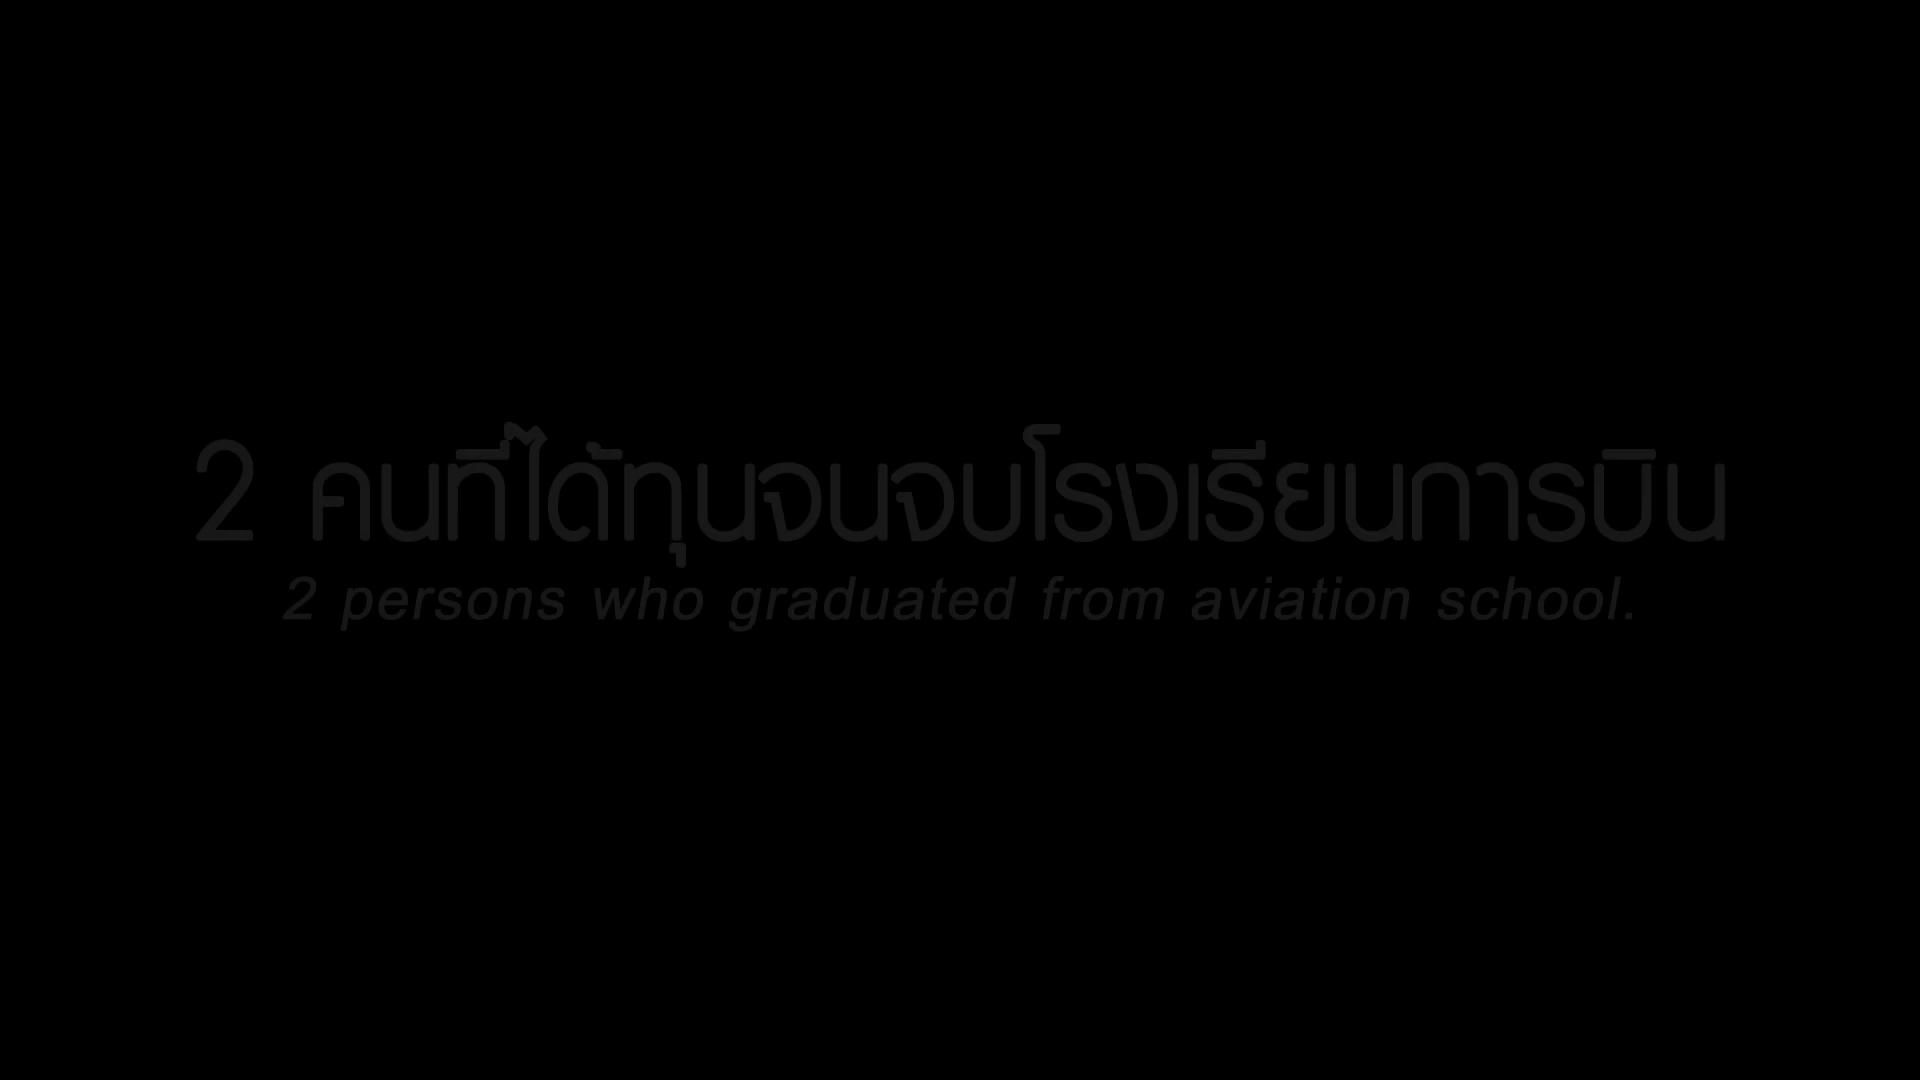 2 คนที่ได้ทุนจนจบโรงเรียนการบิน
2 persons who graduated from aviation school.